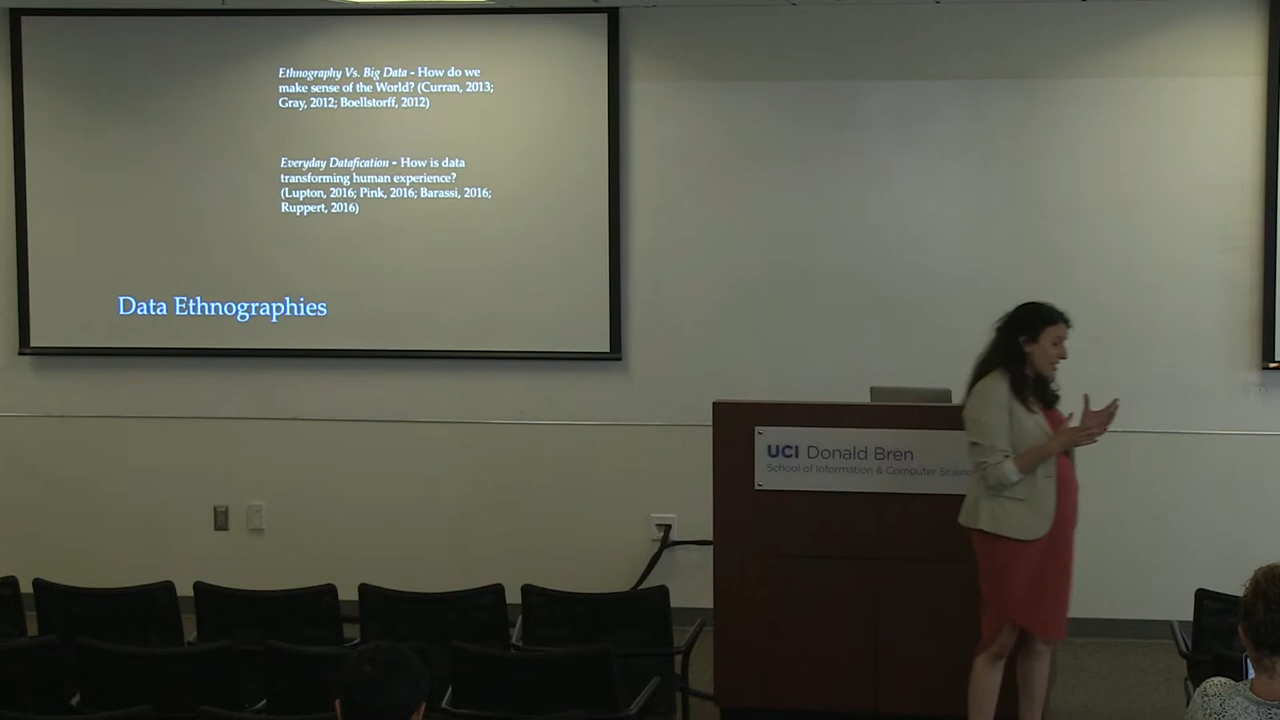 Ethnography Vs. Big Data - How do we
make sense of the World? (Curran, 2013;
Gray, 2012; Boellstorff, 2012)
Everyday Datafication - How is data
transforming human experience?
(Lupton, 2016; Pink, 2016; Barassi, 2016;
Ruppert, 2016)
Data Ethnographies
UCI Donald Bren
School of Information & Computer Scienc